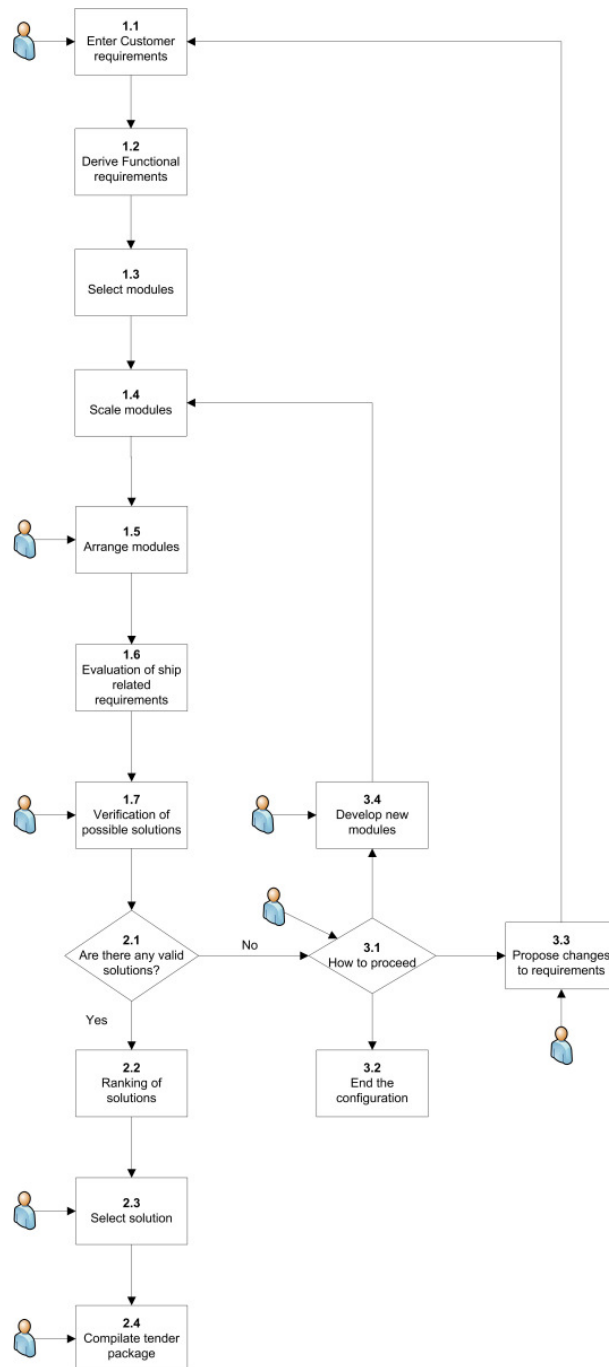 1.1
Enter Customer
requirements
1.2
Derive Functional
requirements
1.3
Select modules
1.4
Scale modules
1.5
Arrange modules
1.6
Evaluation of ship
related
requirements
1.7
Verification of
possible solutions
3.4
Develop new
modules
2.1
Are there any valid
solutions?
No
3.1
How to proceed
3.3
Propose changes
to requirements
Yes
2.2
Ranking of
solutions
3.2
End the
configuration
2.3
Select solution
2.4
Compilate tender
package